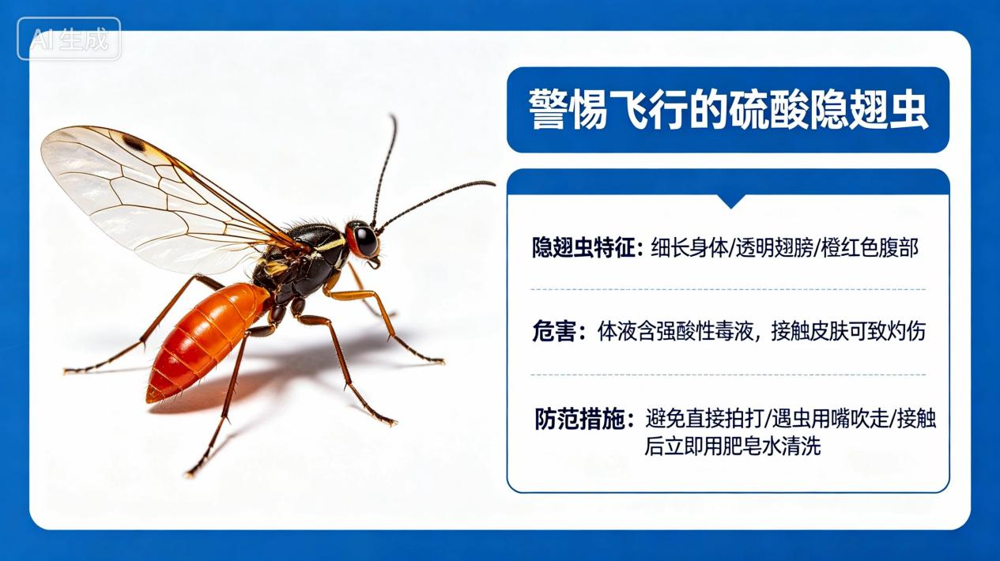 AI生成
警惕飞行的硫酸隐翅虫
隐翅虫特征：细长身体/透明翅膀/橙红色腹部
危害：体液含强酸性毒液，接触皮肤可致灼伤
防范措施：避免直接拍打/遇虫用嘴吹走/接触
后立即用肥皂水清洗